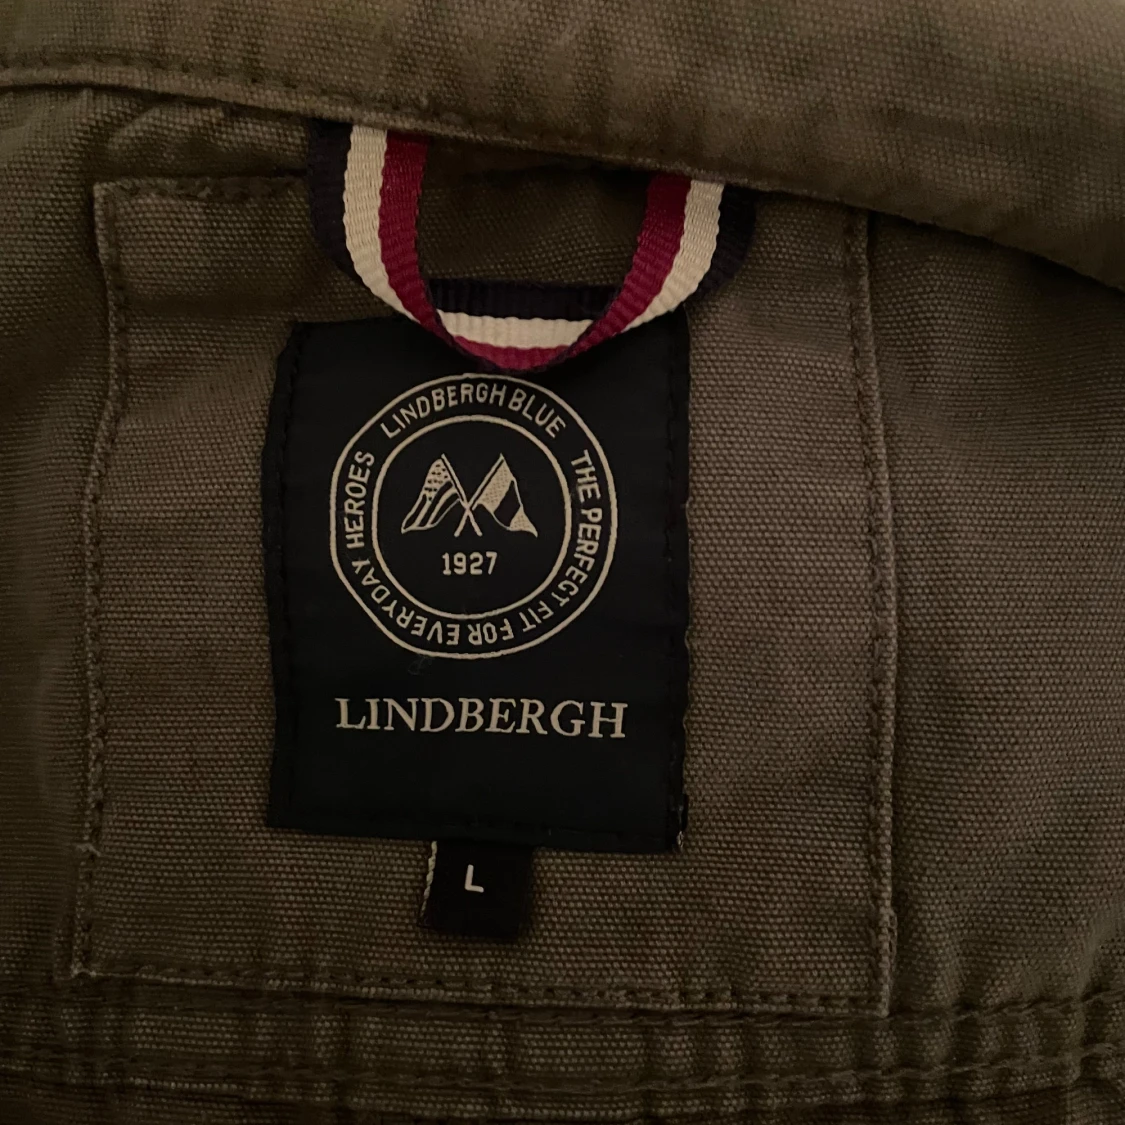 LINDBERGH BLUE
THE PERFECT FIT FOR EVERYDAY HEROES
1927
LINDBERGH
L